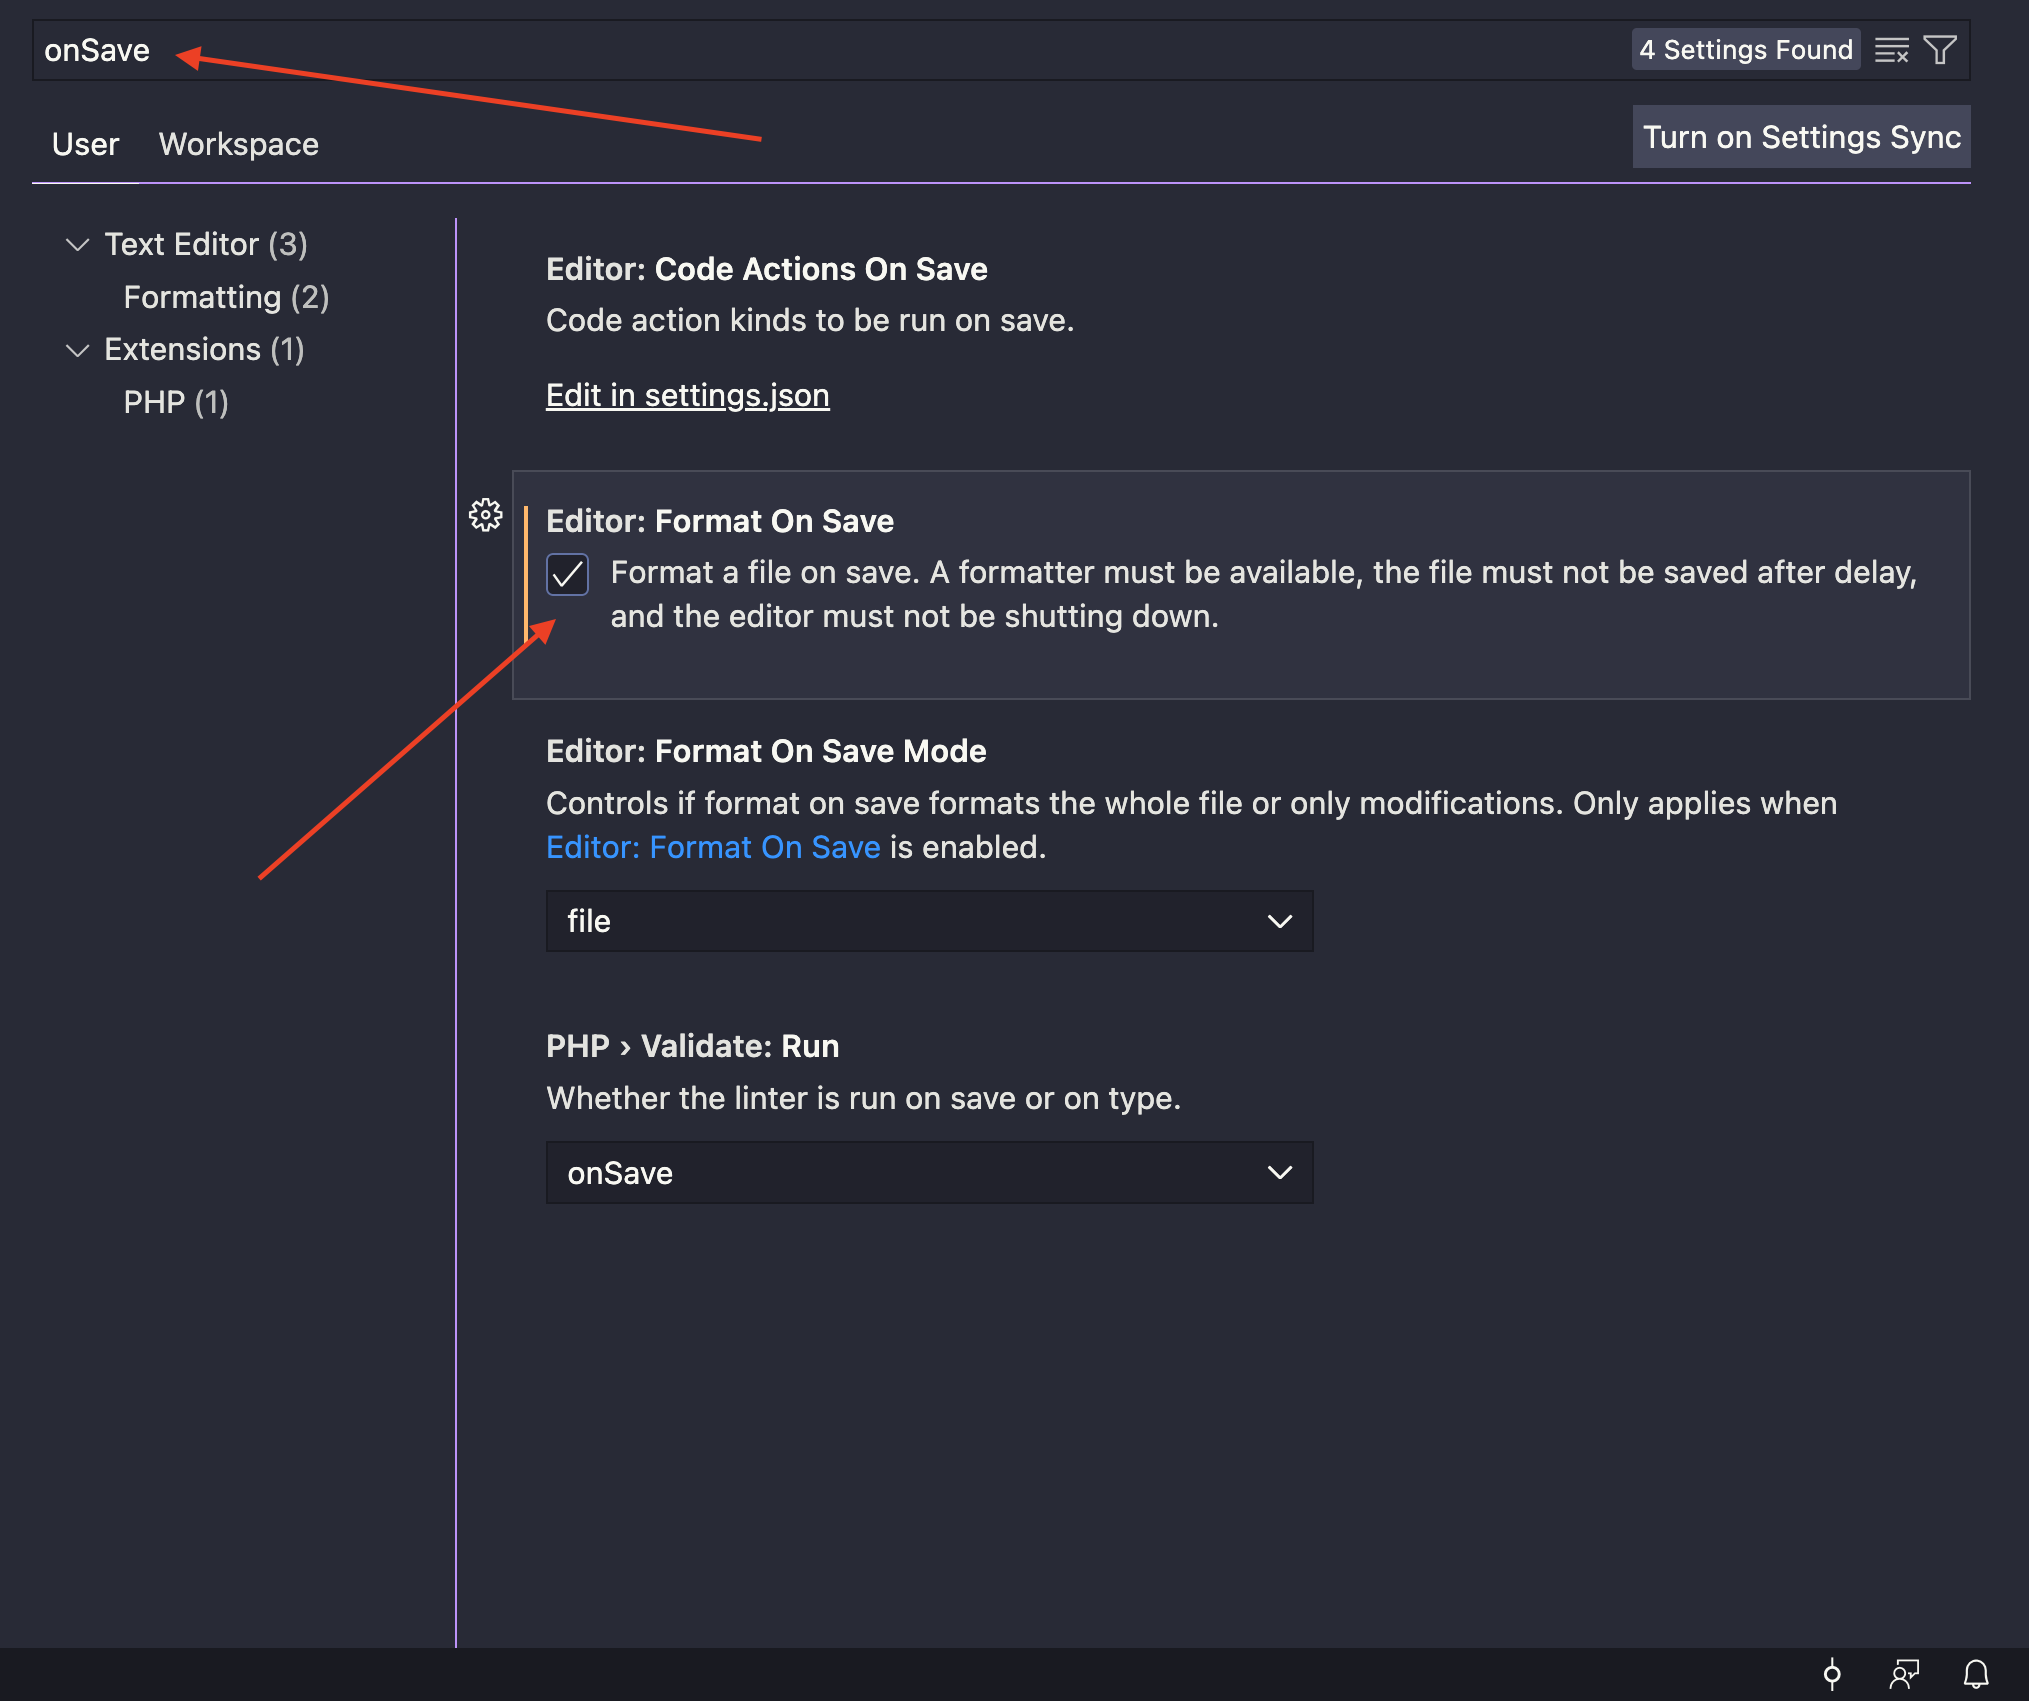 onSave
4 Settings Found
User
Workspace
Turn on Settings Sync
Text Editor (3)
Formatting (2)
Extensions (1)
PHP (1)
Editor: Code Actions On Save
Code action kinds to be run on save.
Edit in settings.json
Editor: Format On Save
Format a file on save. A formatter must be available, the file must not be saved after delay,
and the editor must not be shutting down.
Editor: Format On Save Mode
Controls if format on save formats the whole file or only modifications. Only applies when
Editor: Format On Save is enabled.
file
PHP › Validate: Run
Whether the linter is run on save or on type.
onSave